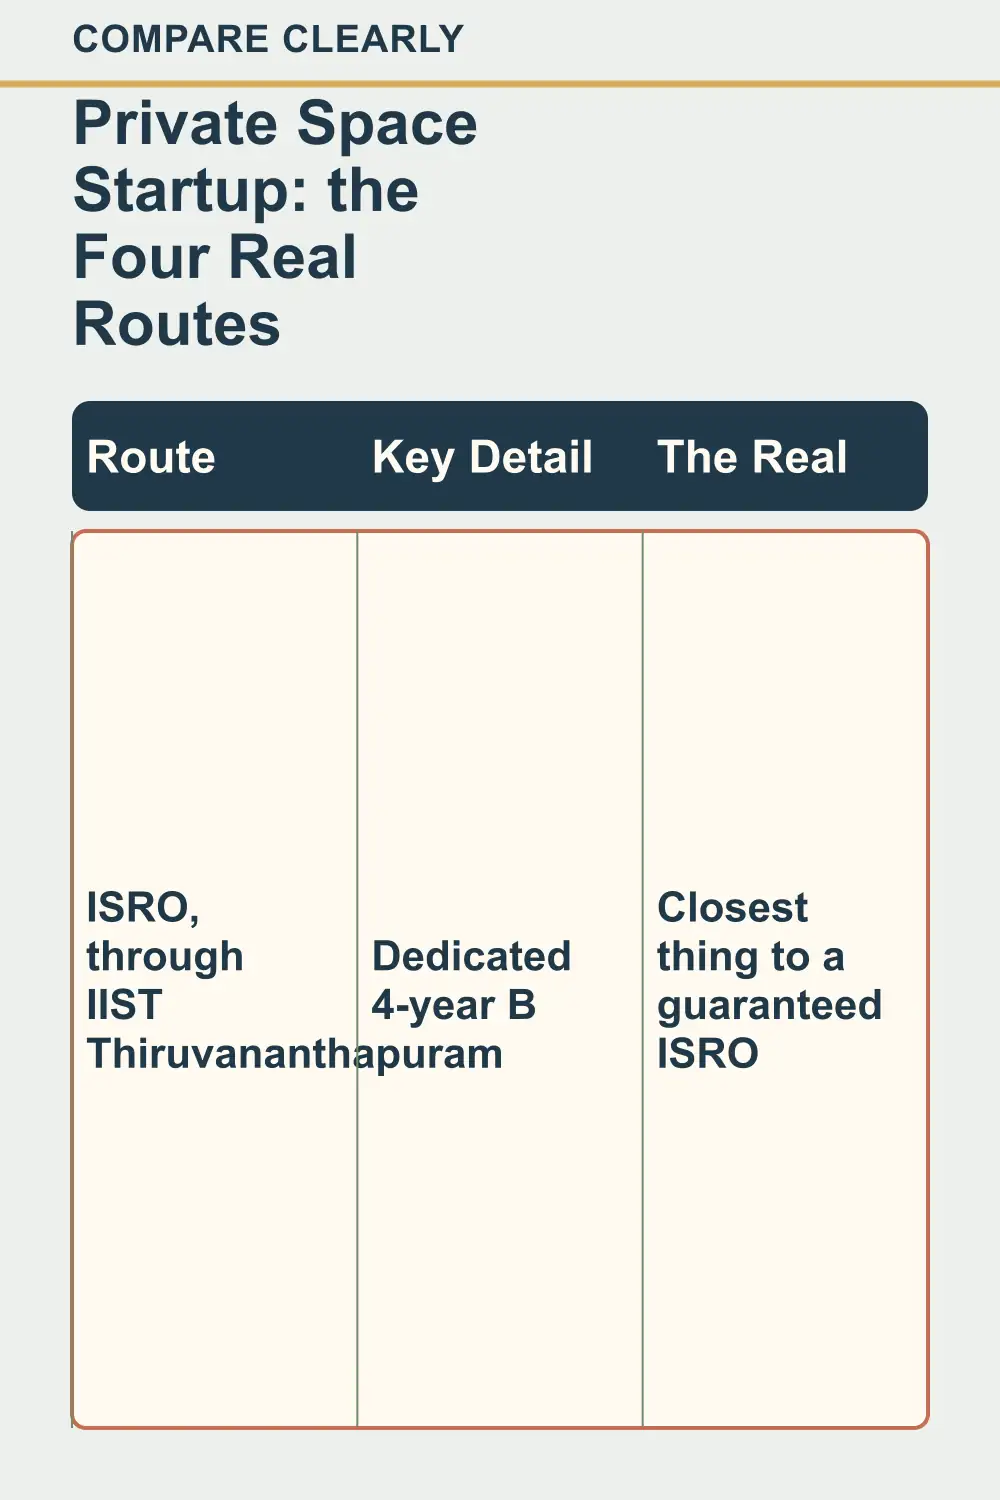 COMPARE CLEARLY
Private Space
Startup: the
Four Real
Routes
Route
Key Detail
The Real
ISRO,
through
IIST
Thiruvananthapuram
Dedicated
4-year B
Closest
thing to a
guaranteed
ISRO